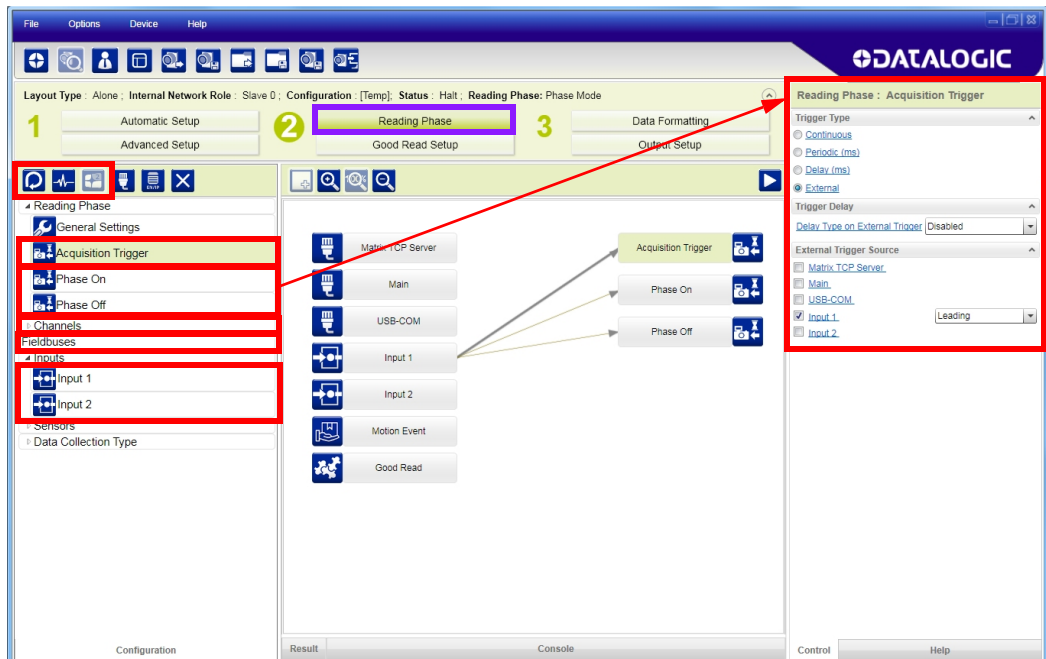 File Options Device Help
DATALOGIC
Layout Type : Alone ; Internal Network Role : Slave 0 ; Configuration : [Temp]; Status : Halt ; Reading Phase: Phase Mode
1 Automatic Setup
Advanced Setup
2 Reading Phase
Good Read Setup
3 Data Formatting
Output Setup
Reading Phase
General Settings
Acquisition Trigger
Phase On
Phase Off
Channels
Fieldbuses
Inputs
Input 1
Input 2
Sensors
Data Collection Type
Configuration
Matrix TCP Server
Main
USB-COM
Input 1
Input 2
Motion Event
Good Read
Acquisition Trigger
Phase On
Phase Off
Result Console
Reading Phase : Acquisition Trigger
Trigger Type
Continuous
Periodic (ms)
Delay (ms)
External
Trigger Delay
Delay Type on External Trigger Disabled
External Trigger Source
Matrix TCP Server
Main
USB-COM
Input 1 Leading
Input 2
Control Help